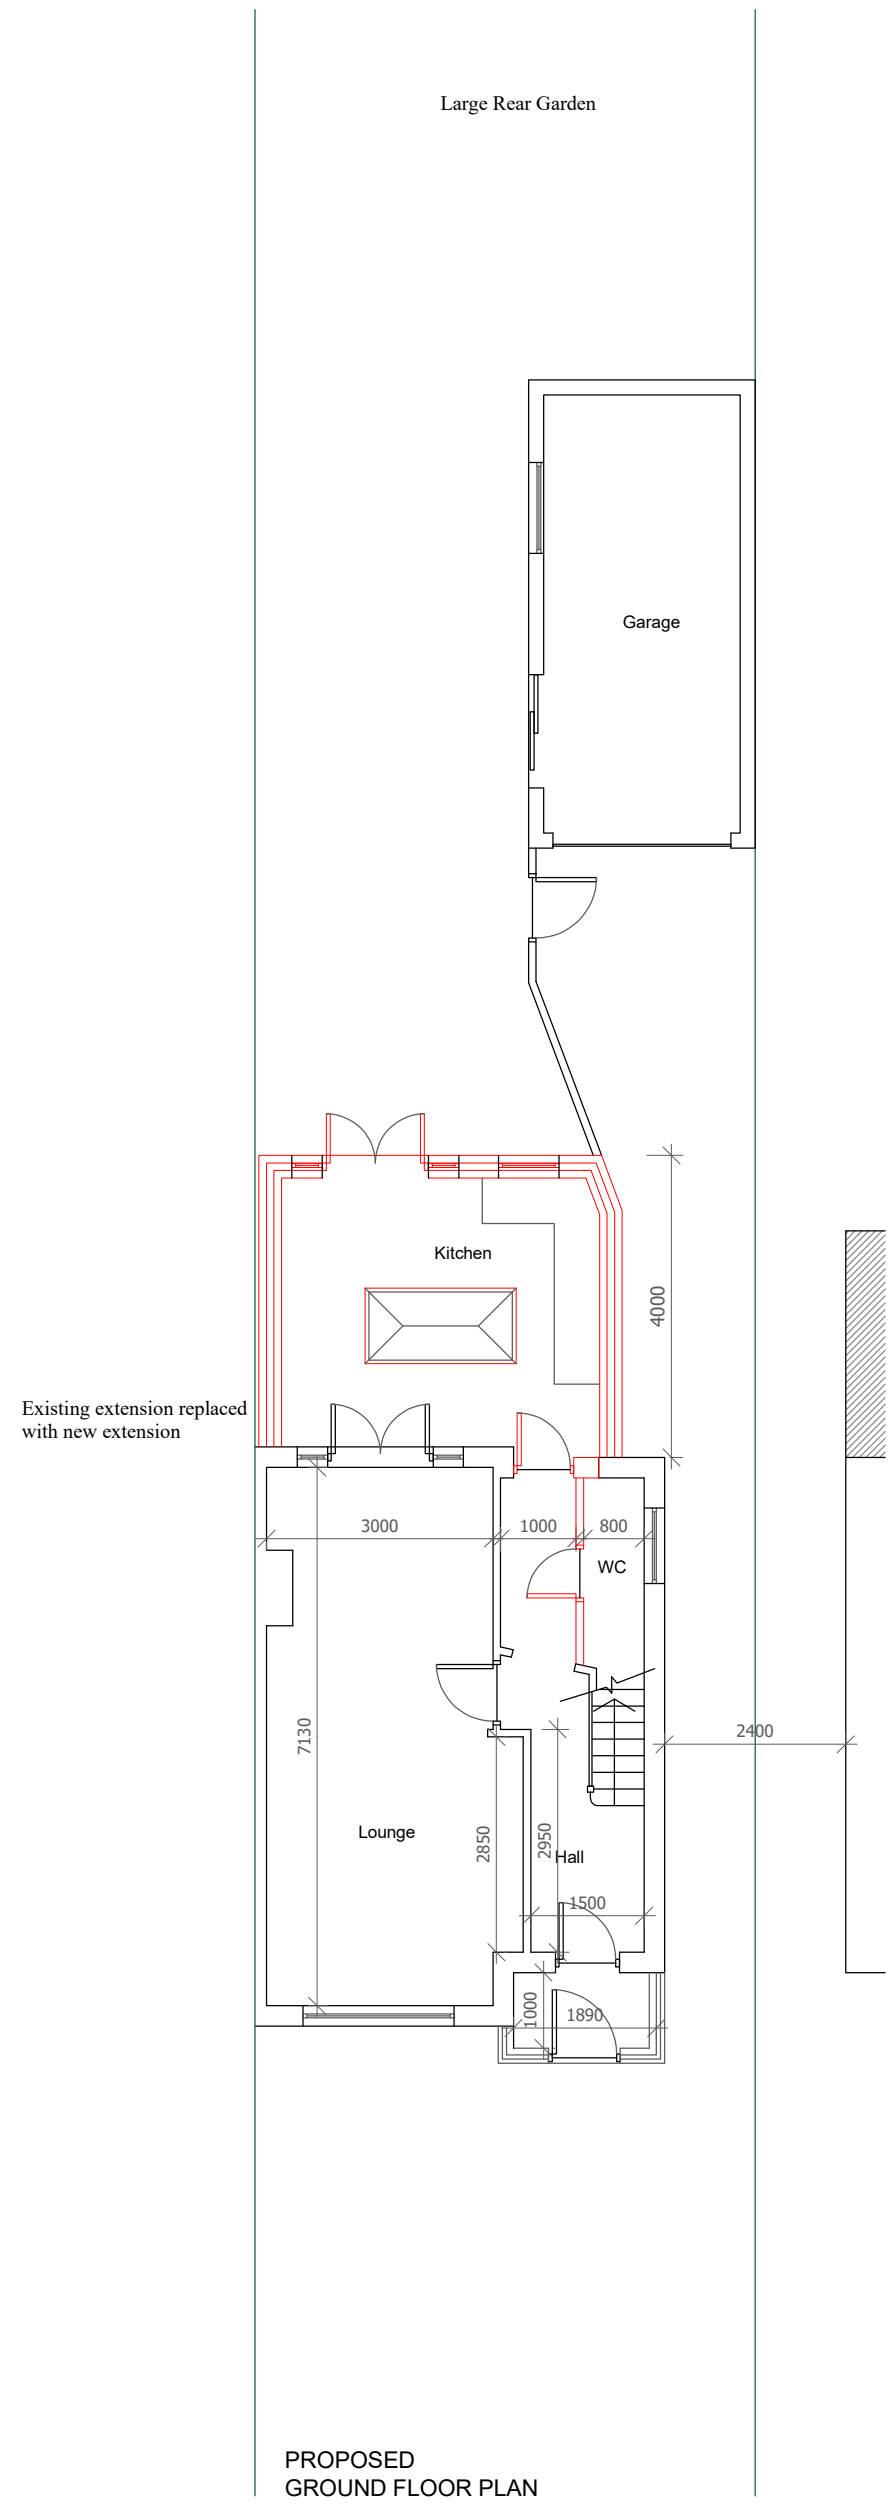 Large Rear Garden
Garage
Kitchen
4000
Existing extension replaced
with new extension
3000
1000
800
WC
7130
2400
Lounge
2850
2950
Hall
1500
1000
1890
PROPOSED
GROUND FLOOR PLAN